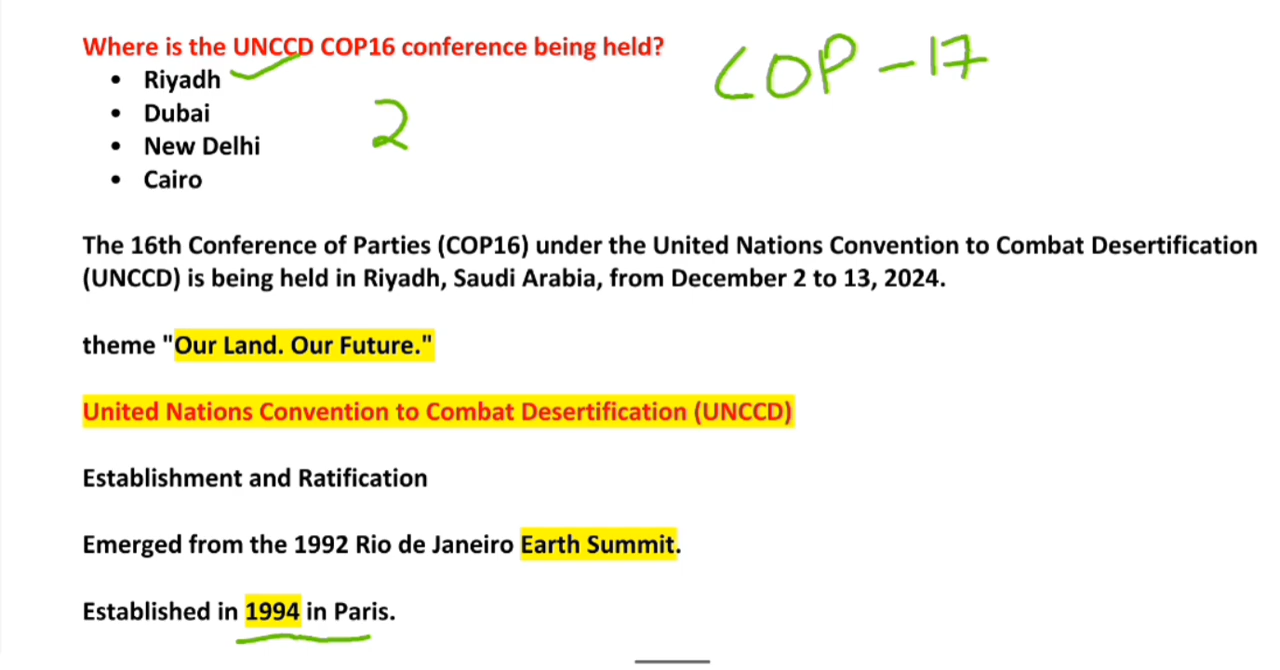 Where is the UNCCD COP16 conference being held?
COP-17
• Riyadh
• Dubai
2
• New Delhi
• Cairo
The 16th Conference of Parties (COP16) under the United Nations Convention to Combat Desertification
(UNCCD) is being held in Riyadh, Saudi Arabia, from December 2 to 13, 2024.
theme "Our Land. Our Future."
United Nations Convention to Combat Desertification (UNCCD)
Establishment and Ratification
Emerged from the 1992 Rio de Janeiro Earth Summit.
Established in 1994 in Paris.